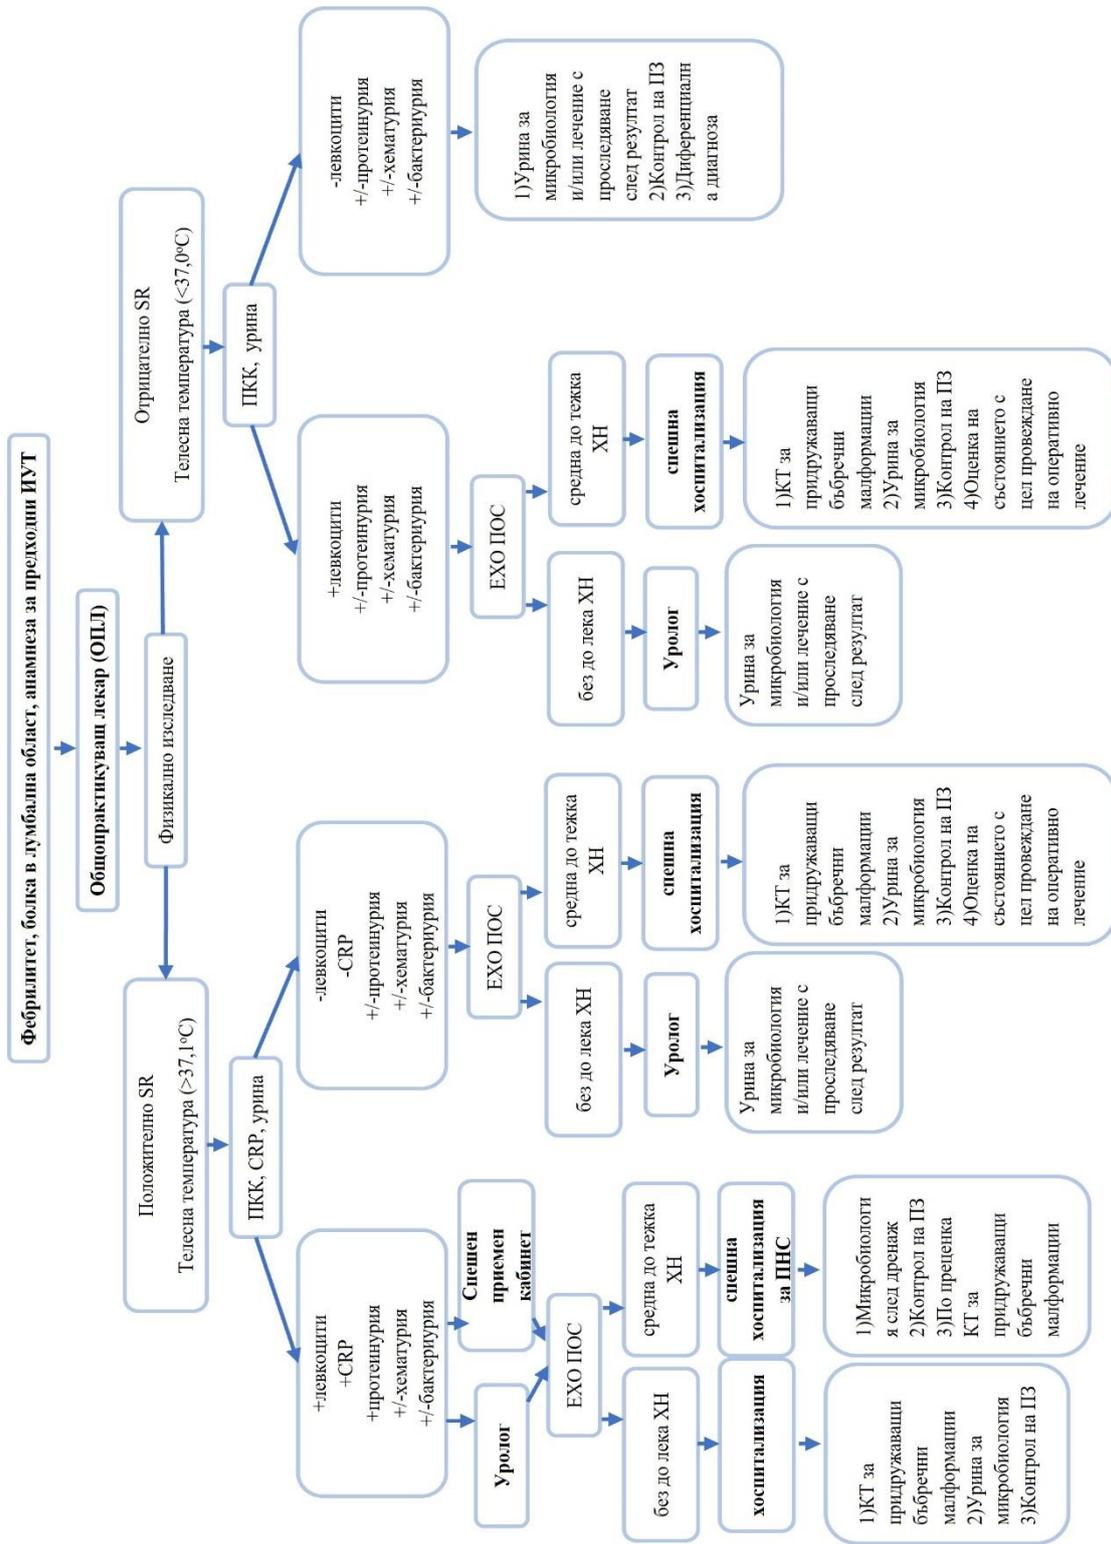 Фебрилитет, болка в лумбална област, анамнеза за предходни ИУТ
Общопрактикуващ лекар (ОПЛ)
Физикално изследване
Положително SR
Телесна температура (>37,1ºС)
ПКК, CRP, урина
+левкоцити
+CRP
+протеинурия
+/-хематурия
+/-бактериурия
Уролог
Спешен
приемен
кабинет
ЕХО ПОС
без до лека ХН
хоспитализация
1)КТ за
придружаващи
бъбречни
малформации
2)Урина за
микробиология
3)Контрол на ПЗ
средна до тежка
ХН
спешна
хоспитализация
за ПНС
1)Микробиологи
я след дренаж
2)Контрол на ПЗ
3)По преценка
КТ за
придружаващи
бъбречни
малформации
-левкоцити
-CRP
+/-протеинурия
+/-хематурия
+/-бактериурия
ЕХО ПОС
без до лека ХН
Уролог
Урина за
микробиология
и/или лечение с
проследяване
след резултат
средна до тежка
ХН
спешна
хоспитализация
1)КТ за
придружаващи
бъбречни
малформации
2)Урина за
микробиология
3)Контрол на ПЗ
4)Оценка на
състоянието с
цел провеждане
на оперативно
лечение
Отрицателно SR
Телесна температура (<37,0ºС)
ПКК, урина
+левкоцити
+/-протеинурия
+/-хематурия
+/-бактериурия
ЕХО ПОС
без до лека ХН
Уролог
Урина за
микробиология
и/или лечение с
проследяване
след резултат
средна до тежка
ХН
спешна
хоспитализация
1)КТ за
придружаващи
бъбречни
малформации
2)Урина за
микробиология
3)Контрол на ПЗ
4)Оценка на
състоянието с
цел провеждане
на оперативно
лечение
-левкоцити
+/-протеинурия
+/-хематурия
+/-бактериурия
1)Урина за
микробиология
и/или лечение с
проследяване
след резултат
2)Контрол на ПЗ
3)Диференциалн
а диагноза